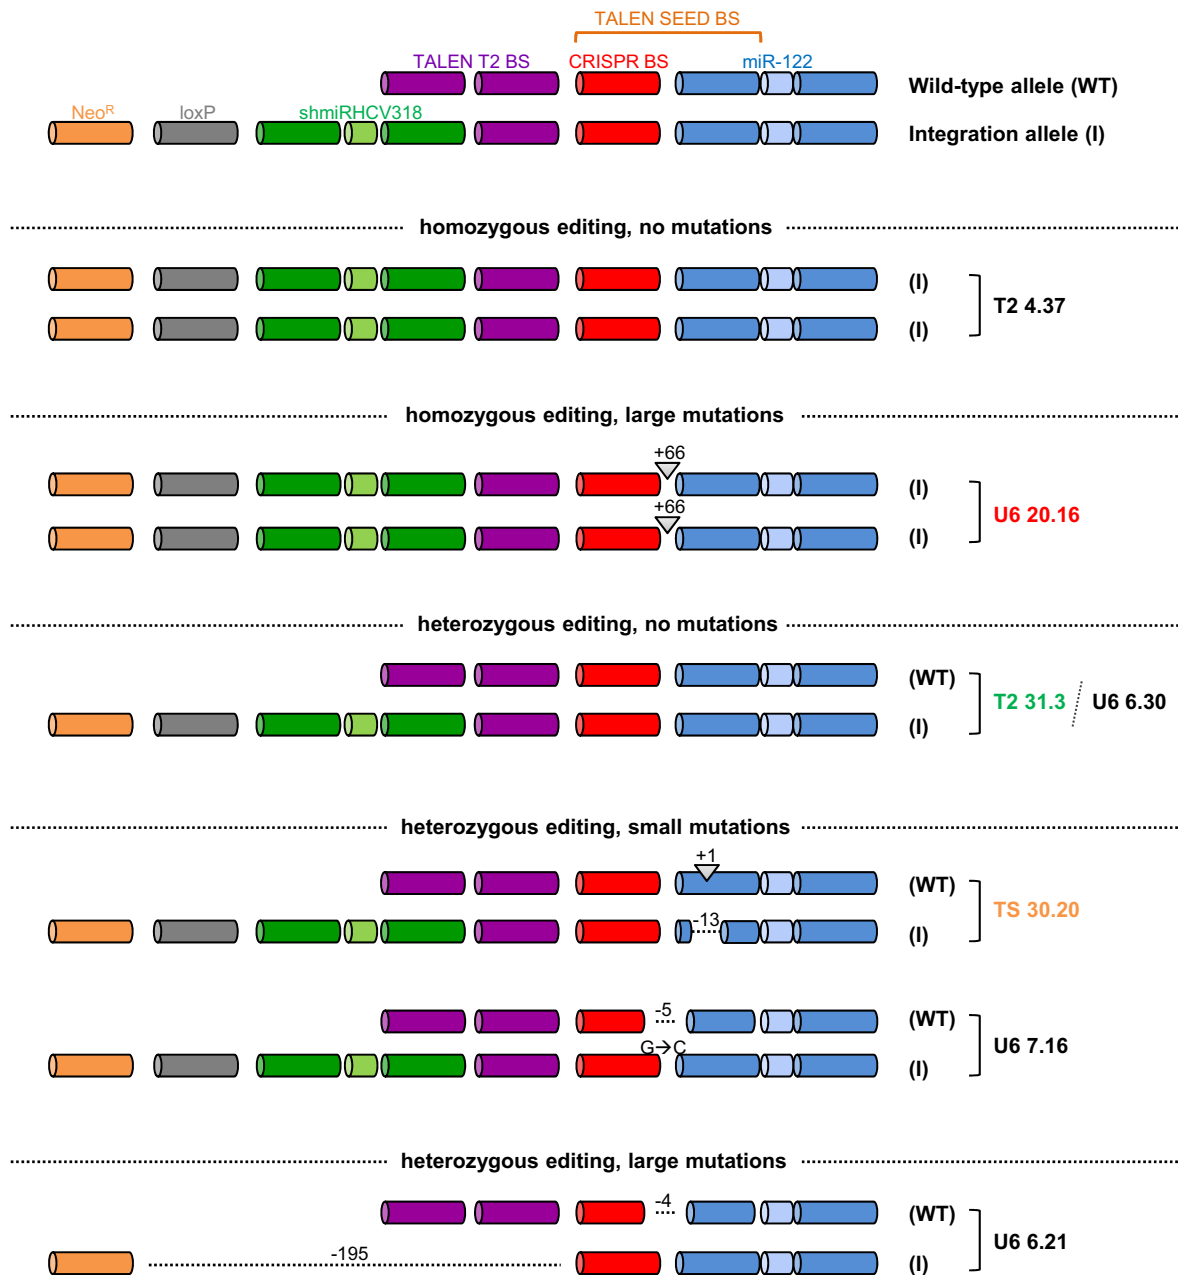 TALEN SEED BS
TALEN T2 BS CRISPR BS miR-122
Wild-type allele (WT)
Neo^R loxP shmiRHCV318
Integration allele (I)
homozygous editing, no mutations
(I)
T2 4.37
(I)
homozygous editing, large mutations
+66
(I)
U6 20.16
+66
(I)
heterozygous editing, no mutations
(WT)
T2 31.3 / U6 6.30
(I)
heterozygous editing, small mutations
+1
(WT)
TS 30.20
-13
(I)
-5
(WT)
U6 7.16
G→C
(I)
heterozygous editing, large mutations
-4
(WT)
U6 6.21
-195
(I)